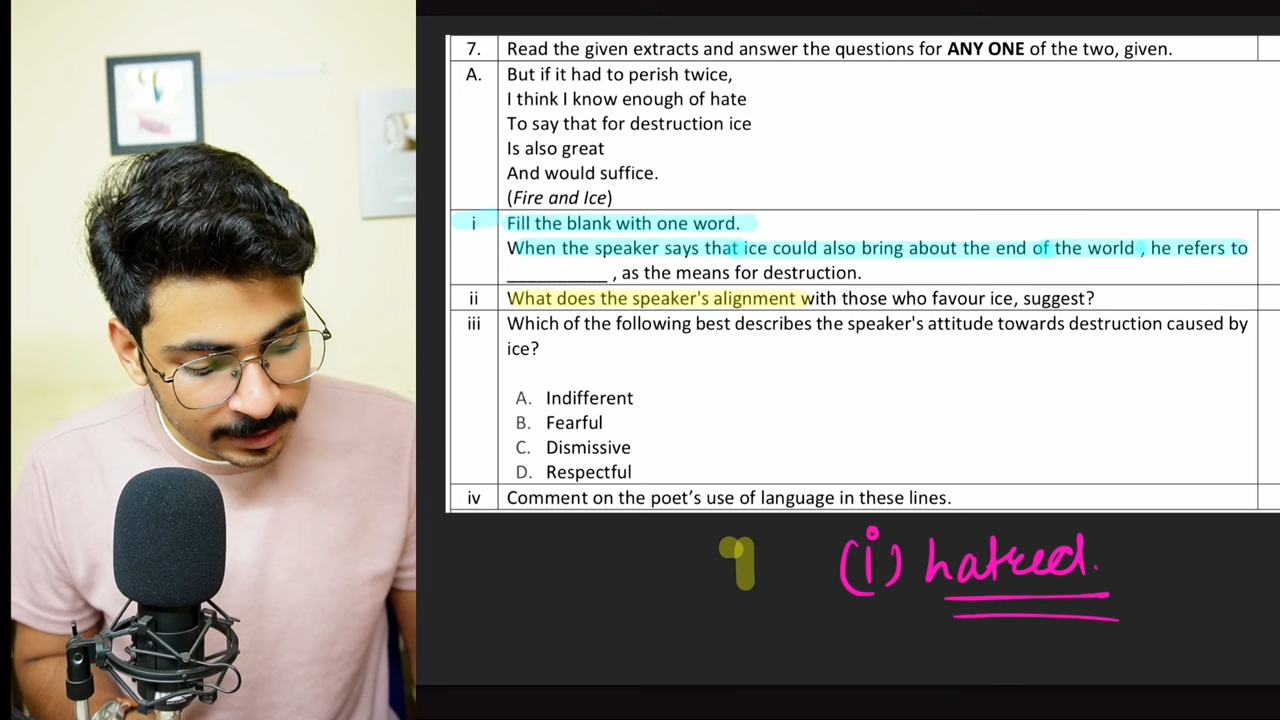 7. Read the given extracts and answer the questions for ANY ONE of the two, given.
A. But if it had to perish twice,
I think I know enough of hate
To say that for destruction ice
Is also great
And would suffice.
(Fire and Ice)
i Fill the blank with one word.
When the speaker says that ice could also bring about the end of the world , he refers to
__________ , as the means for destruction.
ii What does the speaker's alignment with those who favour ice, suggest?
iii Which of the following best describes the speaker's attitude towards destruction caused by
ice?
A. Indifferent
B. Fearful
C. Dismissive
D. Respectful
iv Comment on the poet’s use of language in these lines.
(i) hatred.